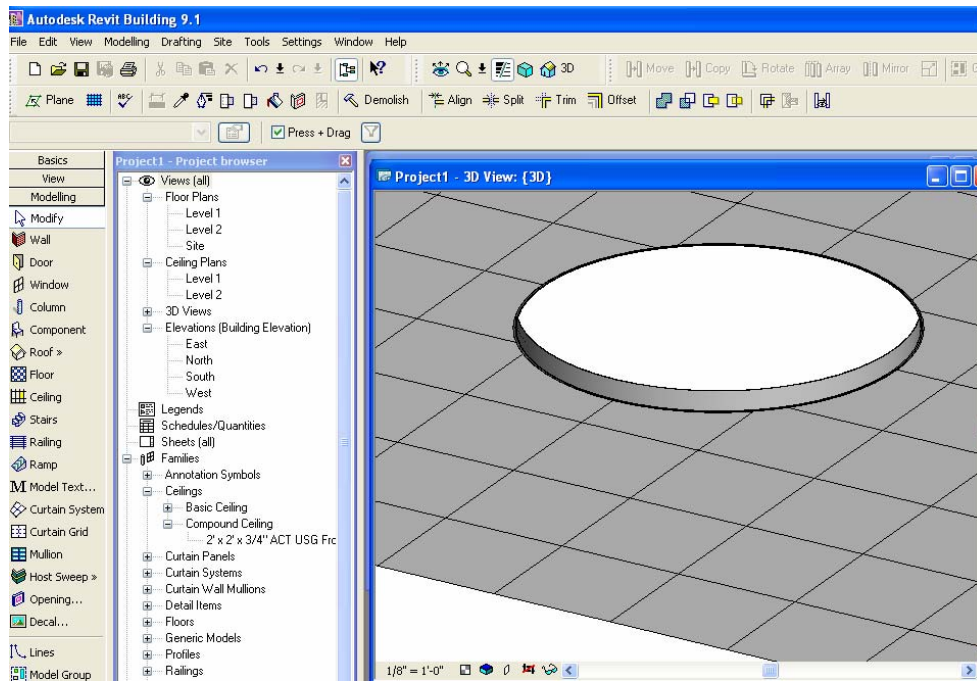 Autodesk Revit Building 9.1
File Edit View Modelling Drafting Site Tools Settings Window Help
3D Move Copy Rotate Array Mirror
Plane Demolish Align Split Trim Offset
Press + Drag
Basics
View
Modelling
Modify
Wall
Door
Window
Column
Component
Roof »
Floor
Ceiling
Stairs
Railing
Ramp
Model Text...
Curtain System
Curtain Grid
Mullion
Host Sweep »
Opening...
Decal...
Lines
Model Group
Project1 - Project browser
Views (all)
Floor Plans
Level 1
Level 2
Site
Ceiling Plans
Level 1
Level 2
3D Views
Elevations (Building Elevation)
East
North
South
West
Legends
Schedules/Quantities
Sheets (all)
Families
Annotation Symbols
Ceilings
Basic Ceiling
Compound Ceiling
2' x 2' x 3/4" ACT USG Frc
Curtain Panels
Curtain Systems
Curtain Wall Mullions
Detail Items
Floors
Generic Models
Profiles
Railings
Project1 - 3D View: {3D}
1/8" = 1'-0"